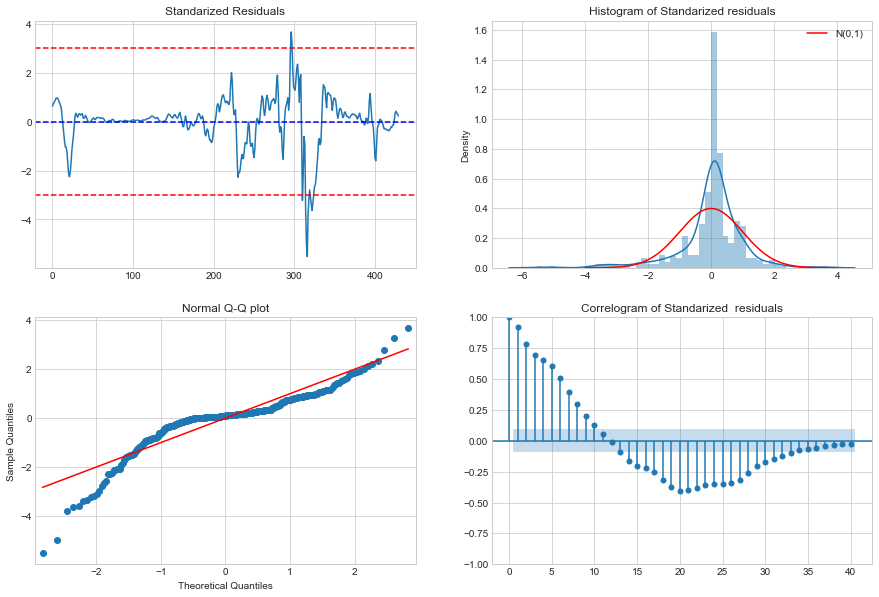 Standarized Residuals
4
2
0
−2
−4
0 100 200 300 400
Histogram of Standarized residuals
N(0,1)
Density
1.6
1.4
1.2
1.0
0.8
0.6
0.4
0.2
0.0
−6 −4 −2 0 2 4
Normal Q-Q plot
Sample Quantiles
4
2
0
−2
−4
−2 −1 0 1 2
Theoretical Quantiles
Correlogram of Standarized  residuals
1.00
0.75
0.50
0.25
0.00
−0.25
−0.50
−0.75
−1.00
0 5 10 15 20 25 30 35 40